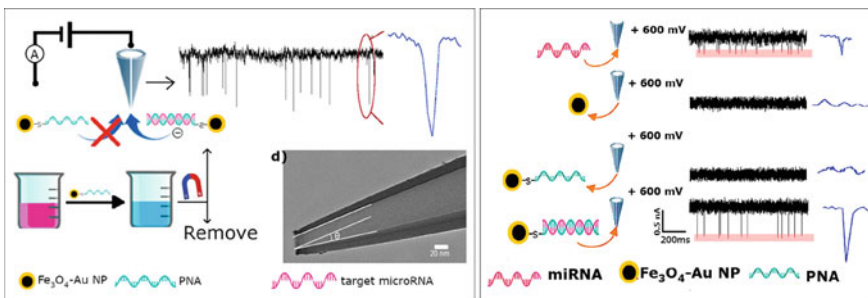 A
S
S
⊖
d)
θ
20 nm
Remove
Fe₃O₄-Au NP
PNA
target microRNA
+ 600 mV
+ 600 mV
+ 600 mV
S
+ 600 mV
S
0.5 nA
200ms
miRNA
Fe₃O₄-Au NP
PNA